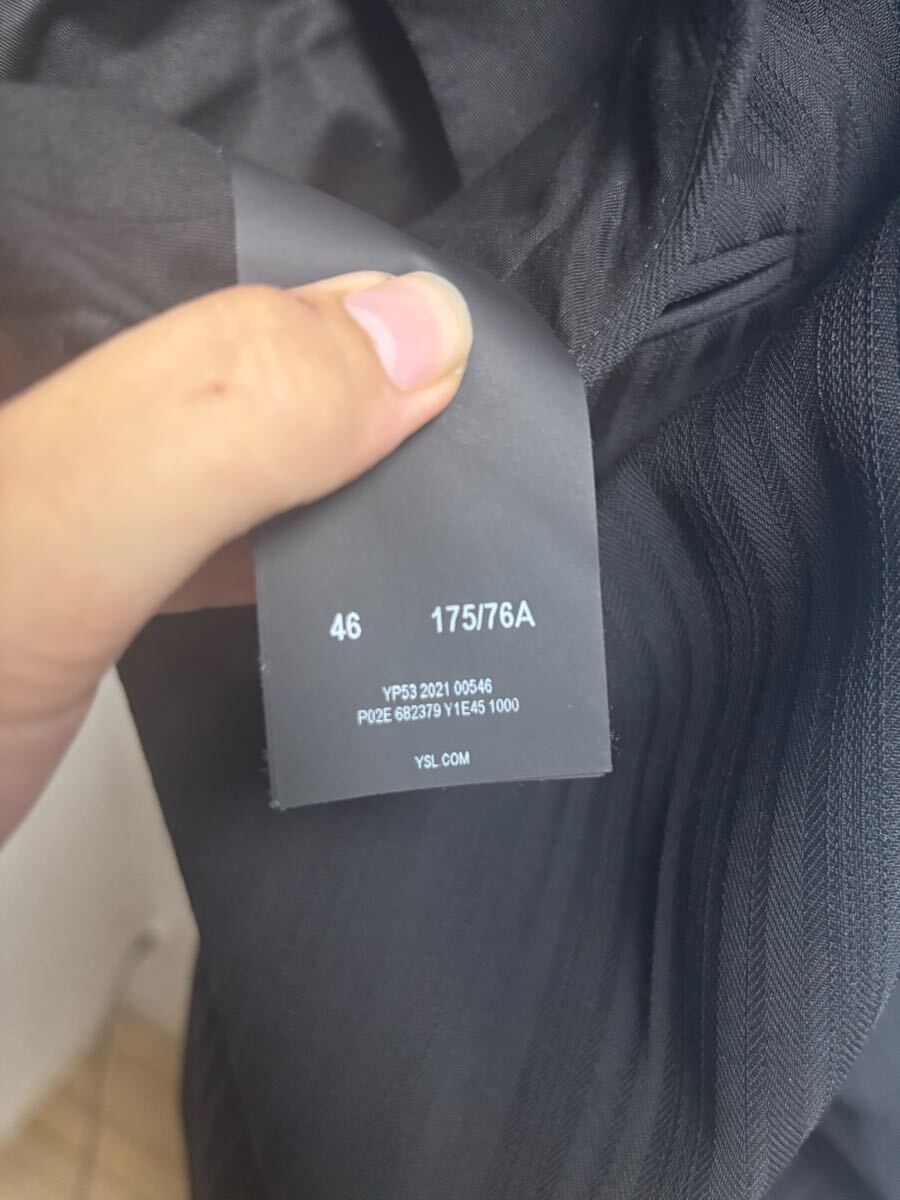 46 175/76A
YP53 2021 00546
P02E 682379 Y1E45 1000
YSL.COM